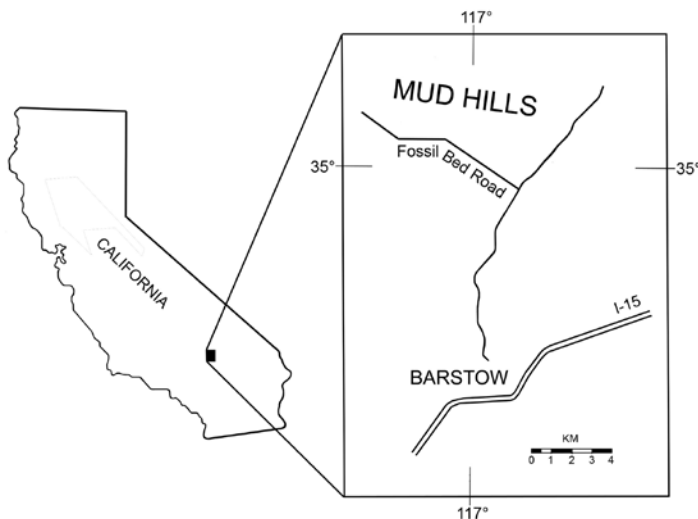 117°
MUD HILLS
Fossil Bed Road
35°
35°
CALIFORNIA
I-15
BARSTOW
KM
0 1 2 3 4
117°